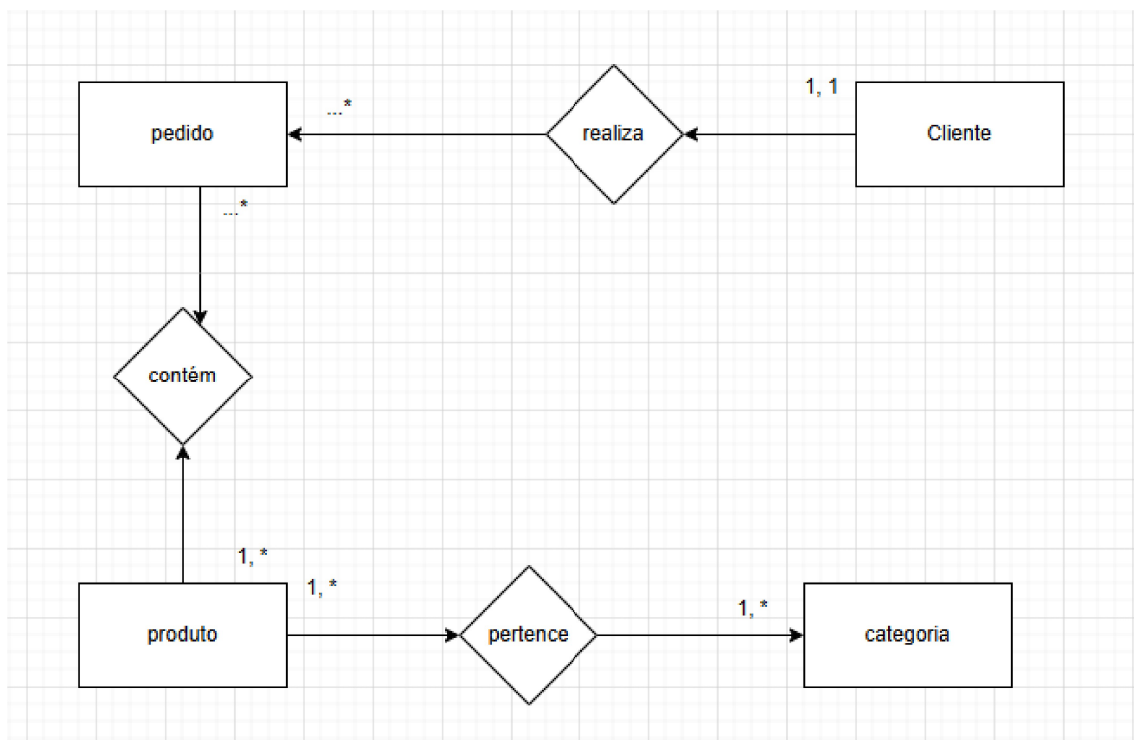 1, 1
...*
pedido
realiza
Cliente
...*
contém
1, *
1, *
1, *
produto
pertence
categoria